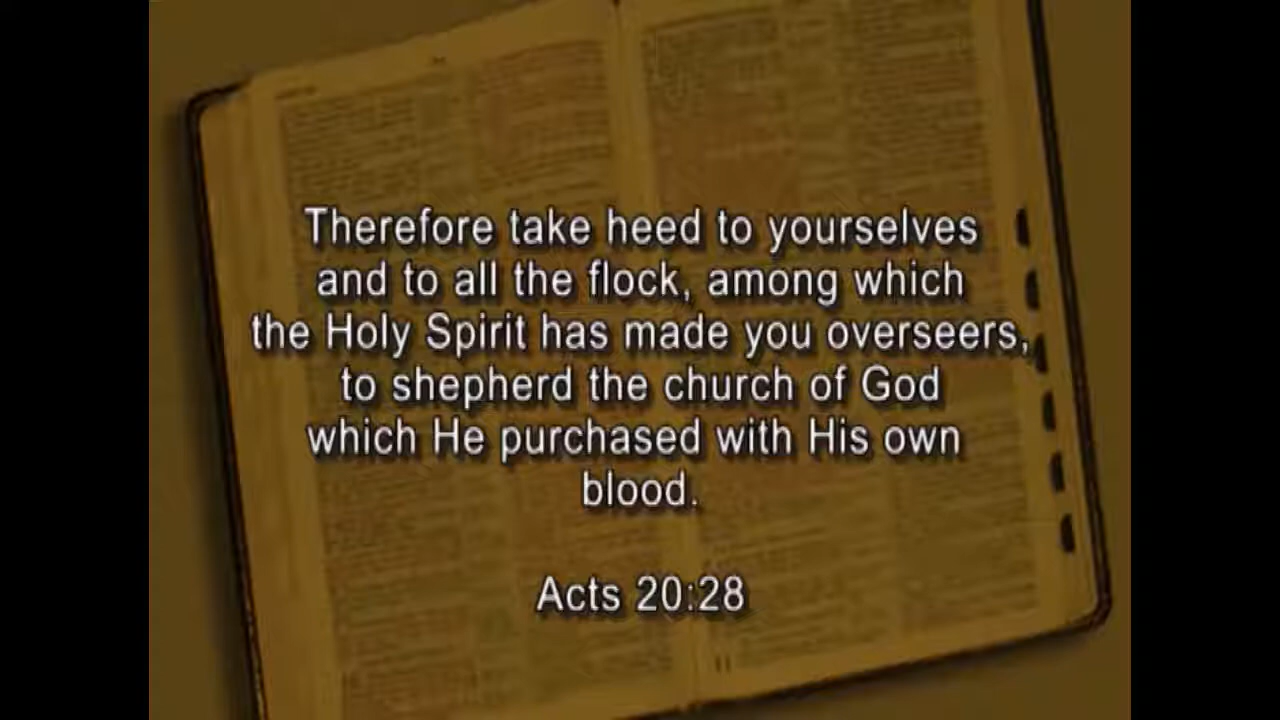 Therefore take heed to yourselves
and to all the flock, among which
the Holy Spirit has made you overseers,
to shepherd the church of God
which He purchased with His own
blood.
Acts 20:28